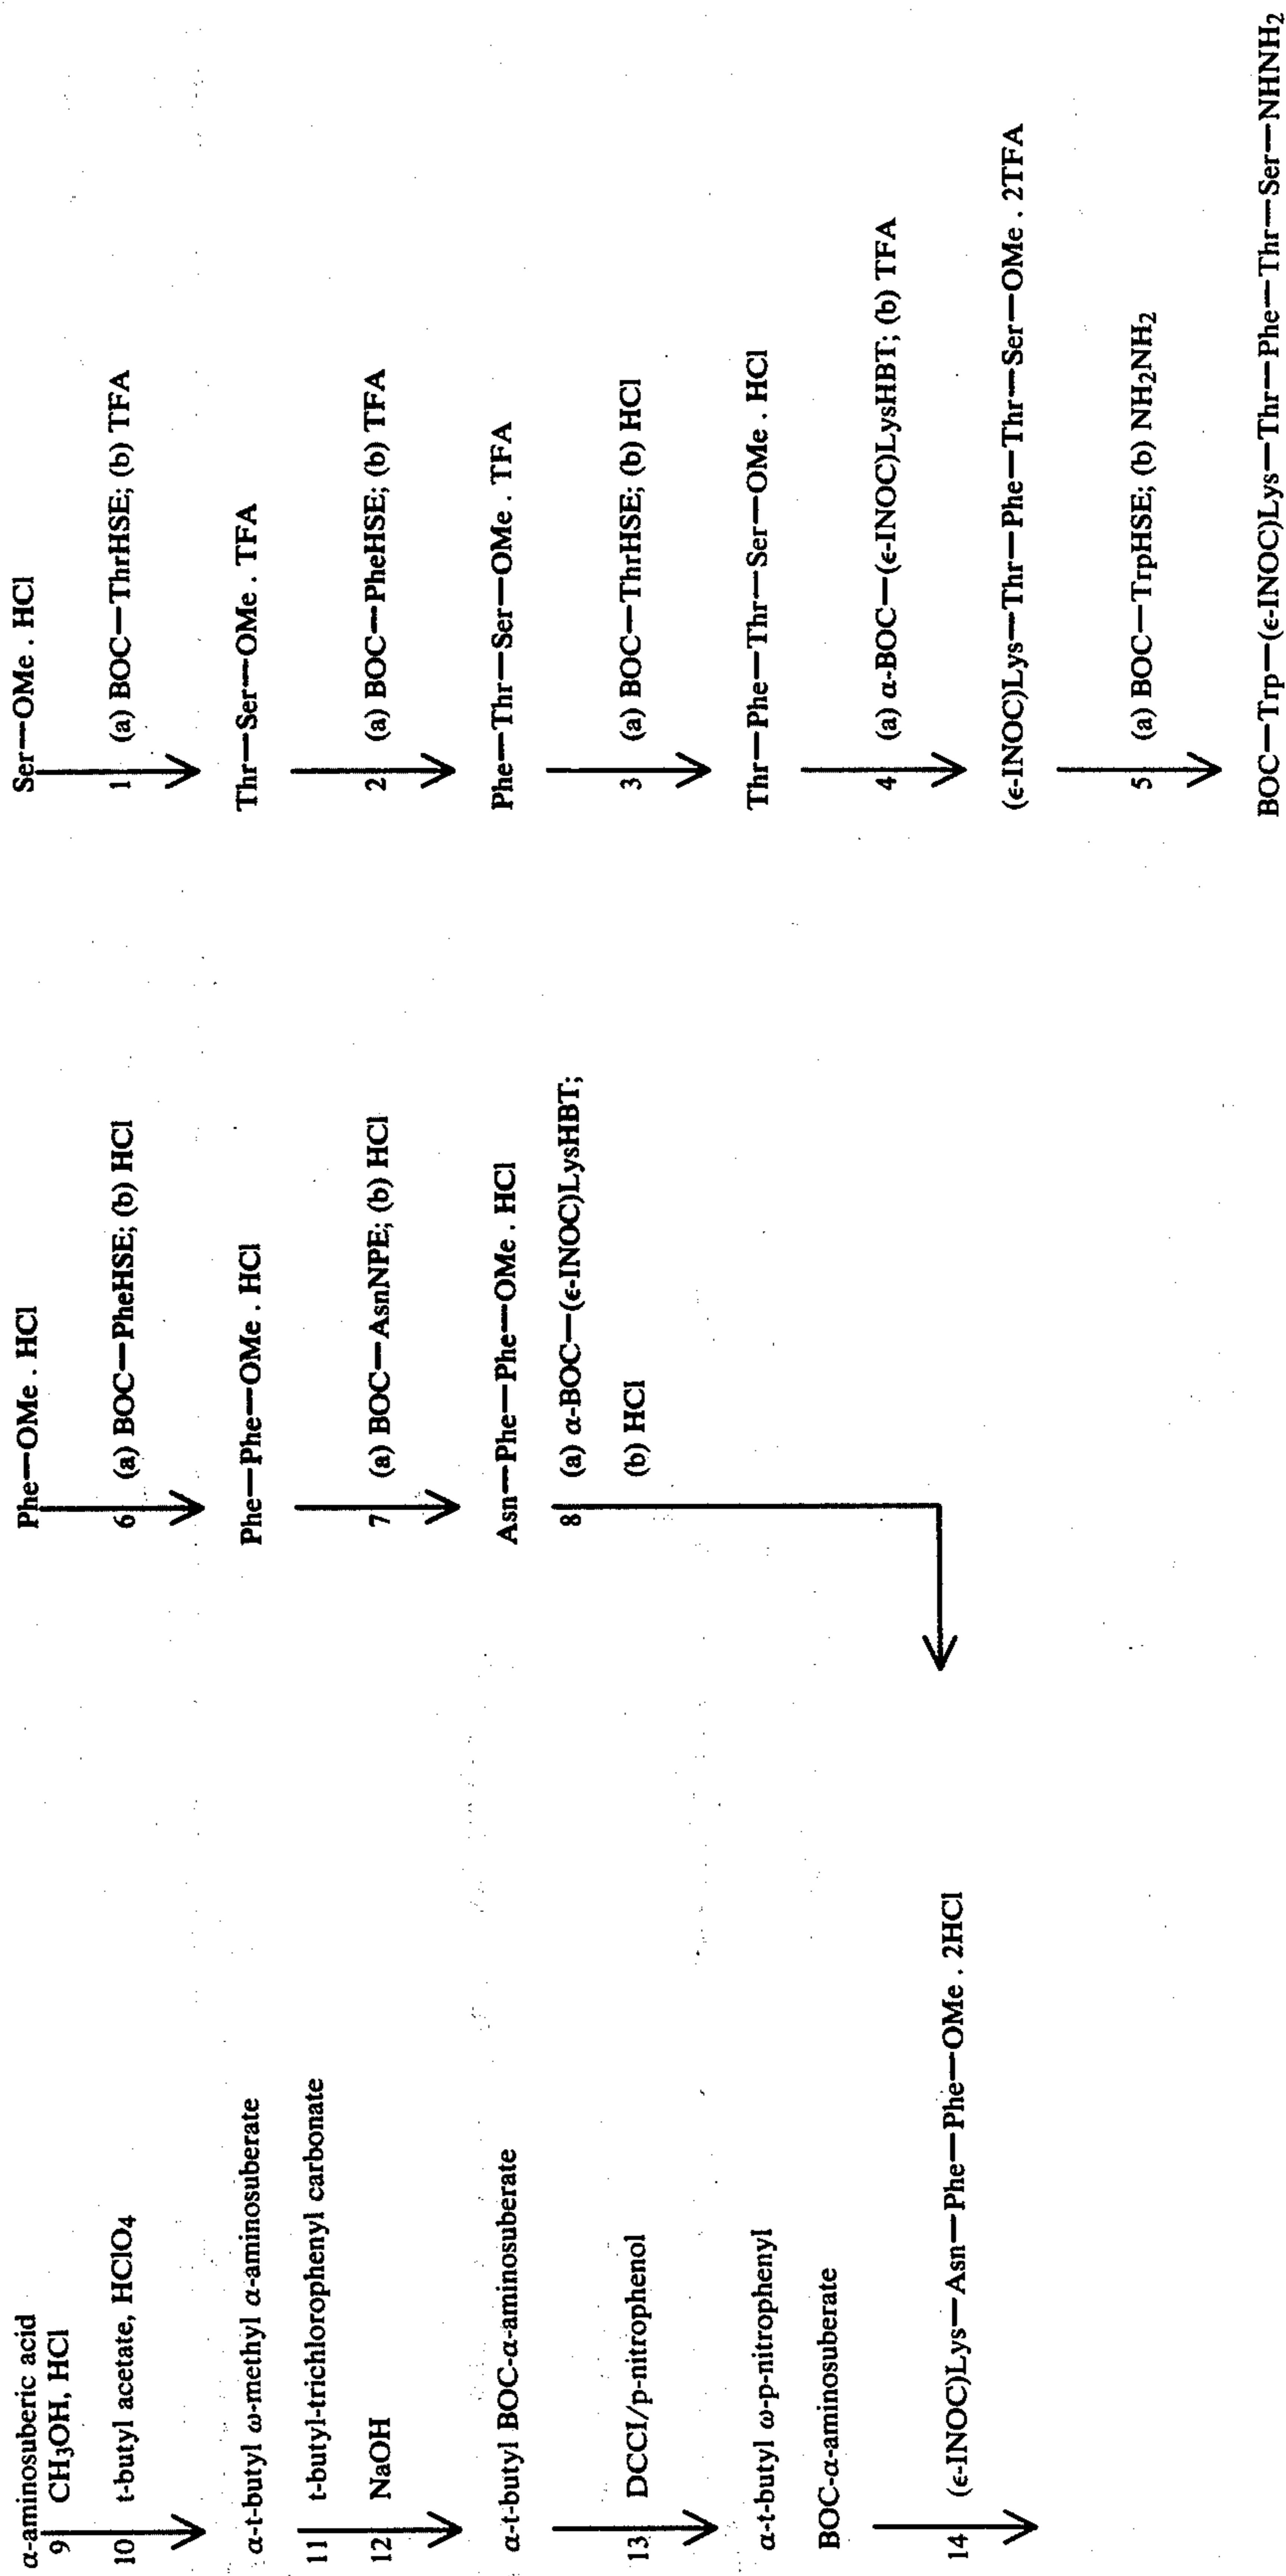 α-aminosuberic acid
9 CH₃OH, HCl
10 t-butyl acetate, HClO₄
α-t-butyl ω-methyl α-aminosuberate
11 t-butyl-trichlorophenyl carbonate
12 NaOH
α-t-butyl BOC-α-aminosuberate
13 DCCI/p-nitrophenol
α-t-butyl ω-p-nitrophenyl
BOC-α-aminosuberate
14 (ε-INOC)Lys—Asn—Phe—Phe—OMe . 2HCl
Phe—OMe . HCl
6 (a) BOC—PheHSE; (b) HCl
Phe—Phe—OMe . HCl
7 (a) BOC—AsnNPE; (b) HCl
Asn—Phe—Phe—OMe . HCl
8 (a) α-BOC—(ε-INOC)LysHBT;
(b) HCl
Ser—OMe . HCl
1 (a) BOC—ThrHSE; (b) TFA
Thr—Ser—OMe . TFA
2 (a) BOC—PheHSE; (b) TFA
Phe—Thr—Ser—OMe . TFA
3 (a) BOC—ThrHSE; (b) HCl
Thr—Phe—Thr—Ser—OMe . HCl
4 (a) α-BOC—(ε-INOC)LysHBT; (b) TFA
(ε-INOC)Lys—Thr—Phe—Thr—Ser—OMe . 2TFA
5 (a) BOC—TrpHSE; (b) NH₂NH₂
BOC—Trp—(ε-INOC)Lys—Thr—Phe—Thr—Ser—NHNH₂